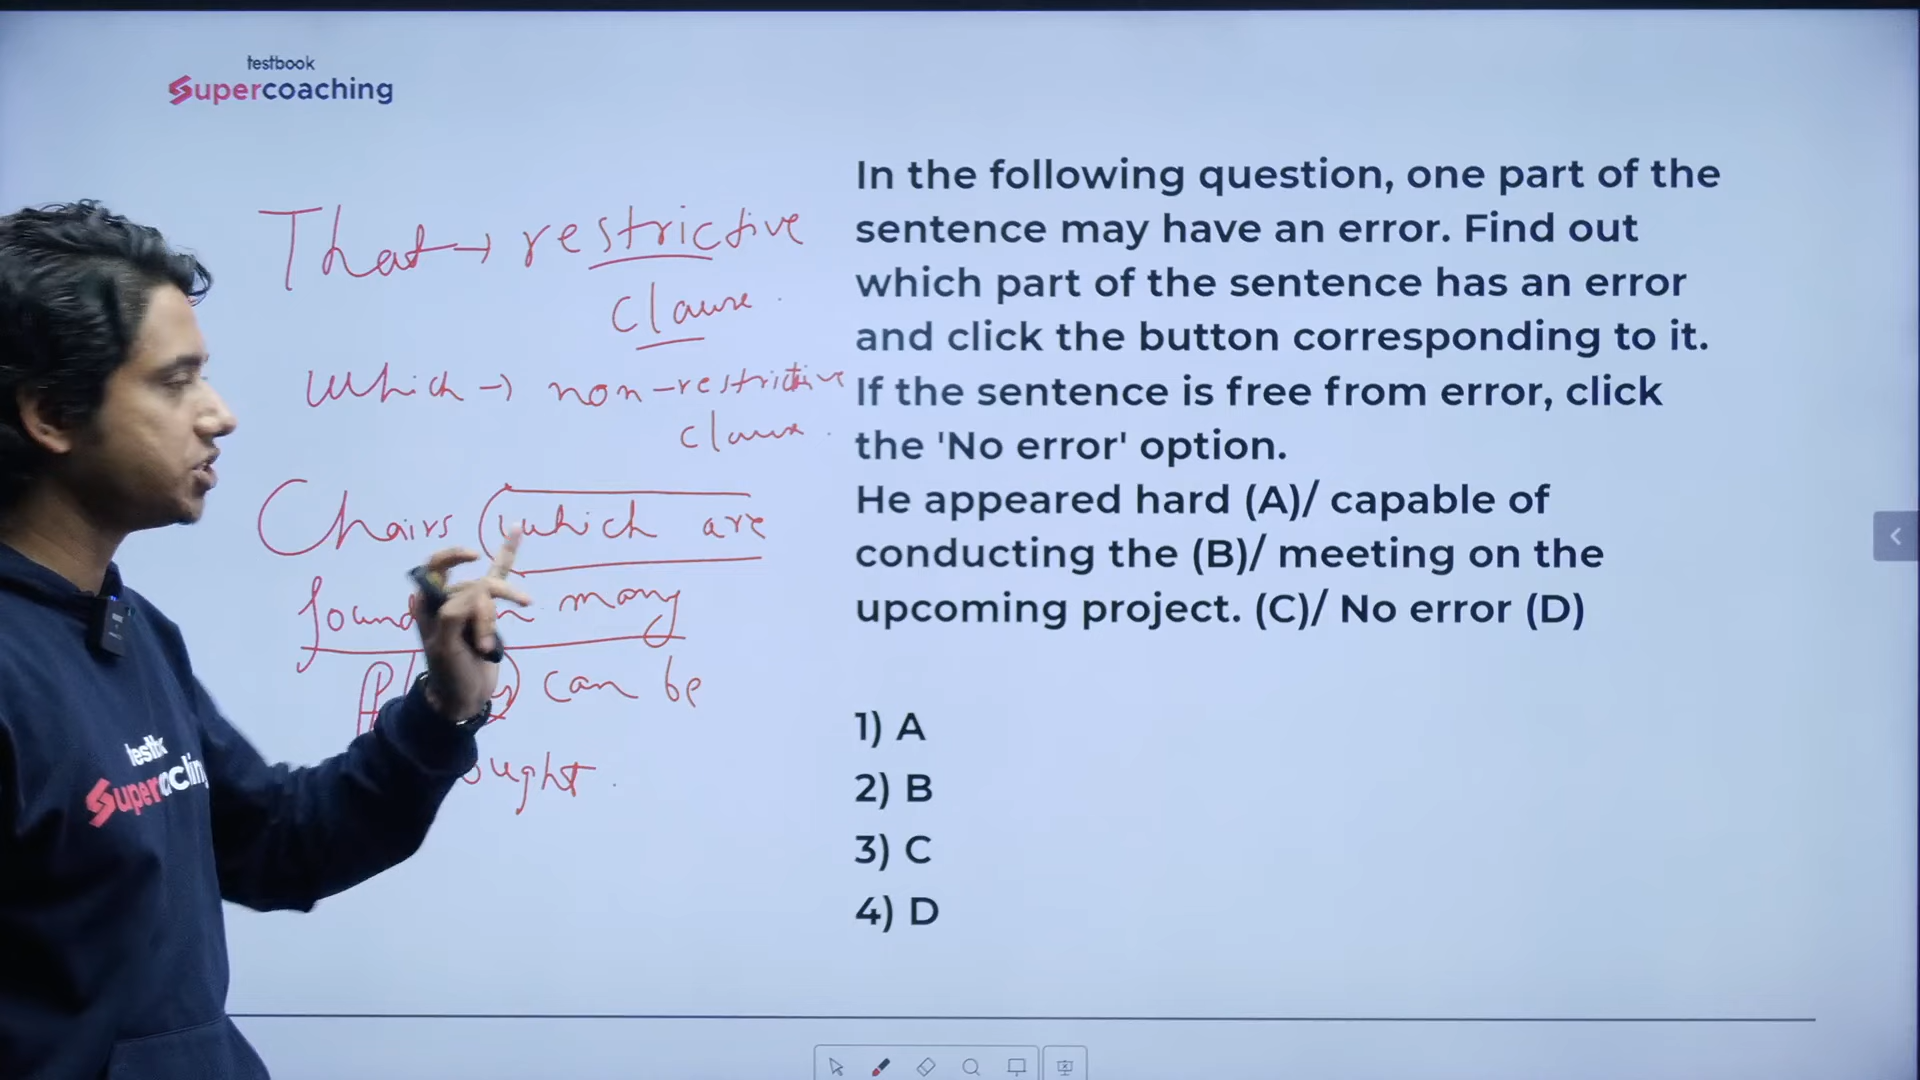 testbook
Supercoaching
That → restrictive
clause.
Which → non-restrictive
clause.
Chairs which are
found in many
can be
In the following question, one part of the
sentence may have an error. Find out
which part of the sentence has an error
and click the button corresponding to it.
If the sentence is free from error, click
the 'No error' option.
He appeared hard (A)/ capable of
conducting the (B)/ meeting on the
upcoming project. (C)/ No error (D)
1) A
2) B
3) C
4) D